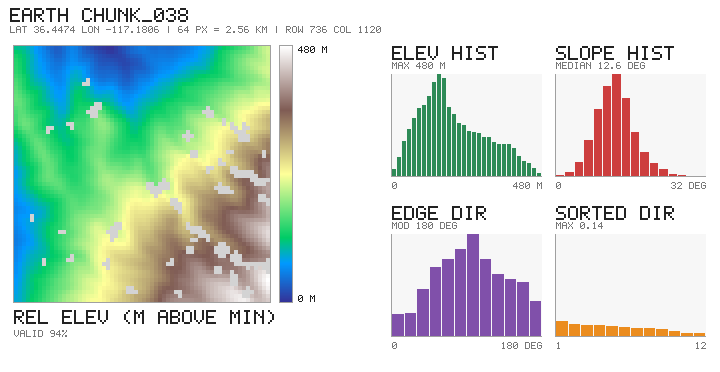 EARTH CHUNK_038
LAT 36.4474 LON -117.1806 | 64 PX = 2.56 KM | ROW 736 COL 1120
480 M
0 M
REL ELEV (M ABOVE MIN)
VALID 94%
ELEV HIST
MAX 480 M
0 480 M
SLOPE HIST
MEDIAN 12.6 DEG
0 32 DEG
EDGE DIR
MOD 180 DEG
0 180 DEG
SORTED DIR
MAX 0.14
1 12